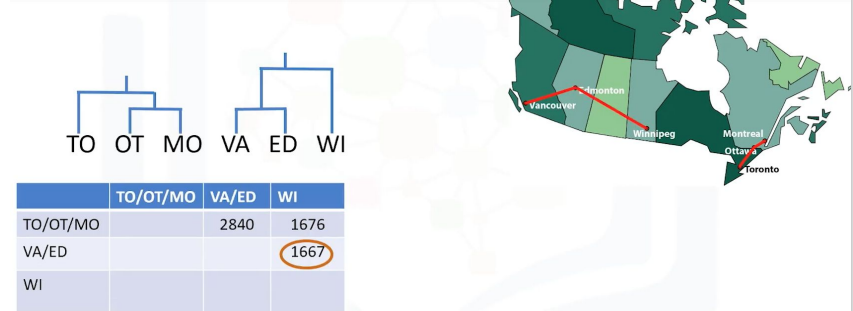 Edmonton
Vancouver
Winnipeg
Montreal
Ottawa
Toronto
TO OT MO VA ED WI
TO/OT/MO VA/ED WI
TO/OT/MO 2840 1676
VA/ED 1667
WI